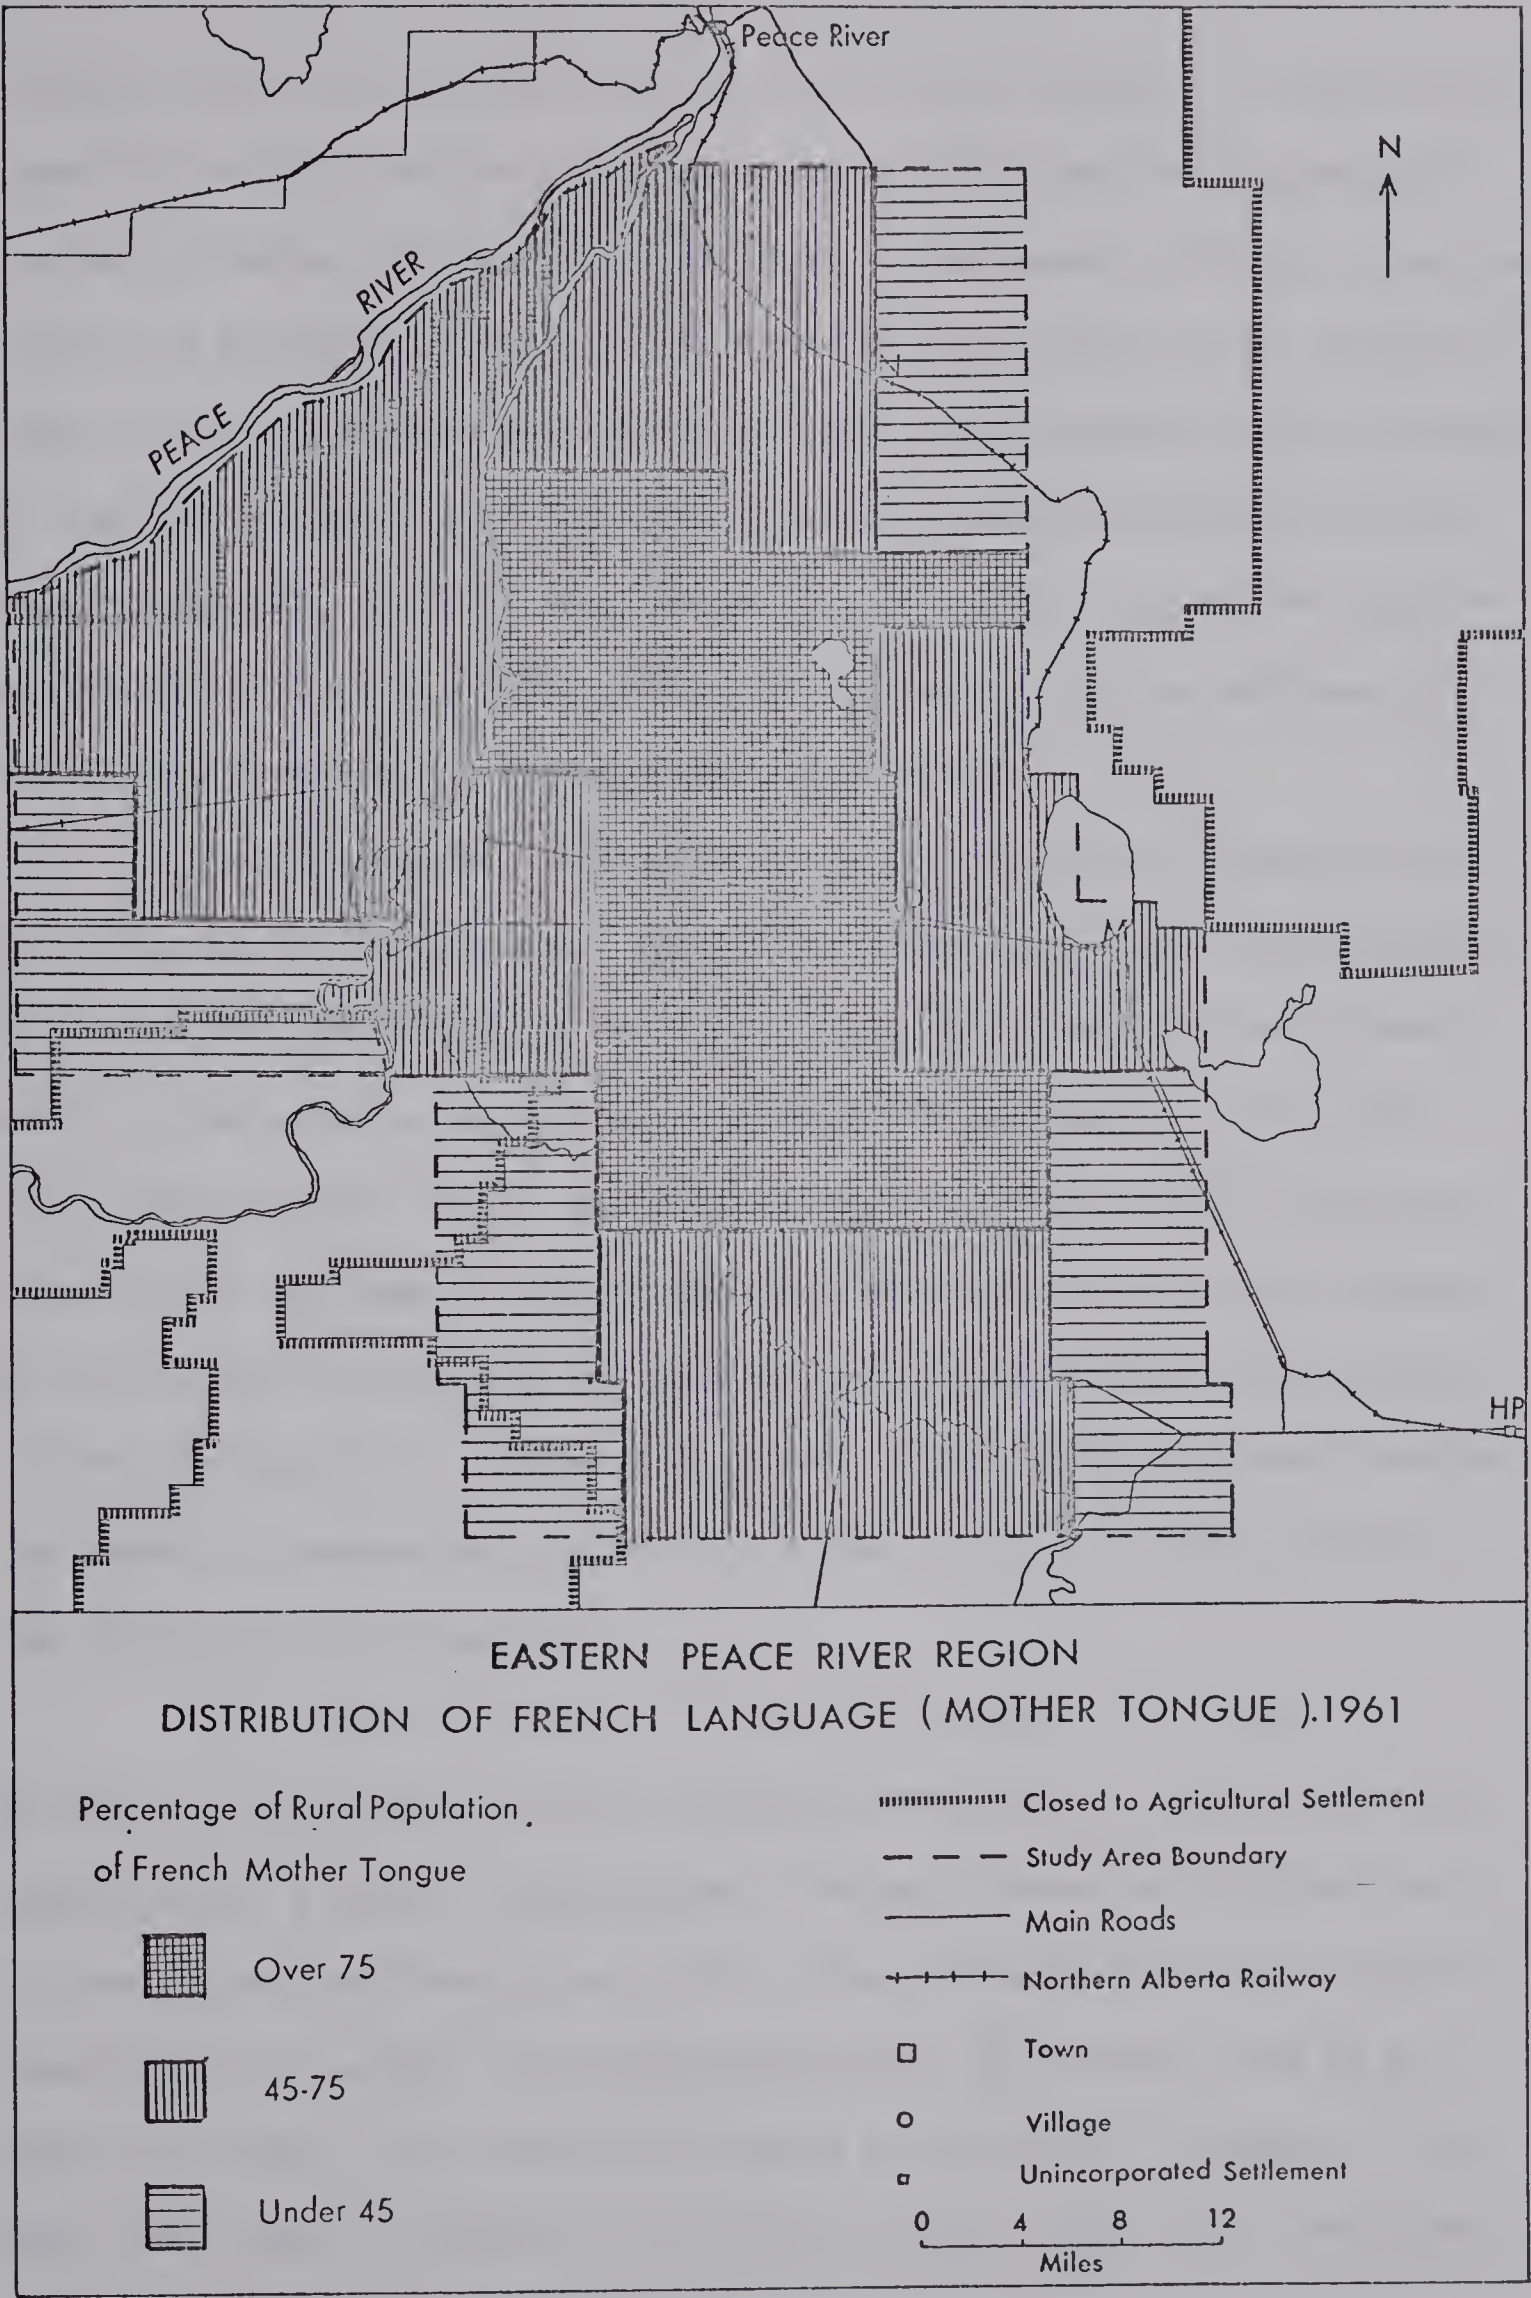 Peace River
N
RIVER
PEACE
N
M
HP
EASTERN PEACE RIVER REGION
DISTRIBUTION OF FRENCH LANGUAGE ( MOTHER TONGUE ).1961
Percentage of Rural Population
of French Mother Tongue
Over 75
45-75
Under 45
Closed to Agricultural Settlement
Study Area Boundary
Main Roads
Northern Alberta Railway
Town
Village
Unincorporated Settlement
0 4 8 12
Miles